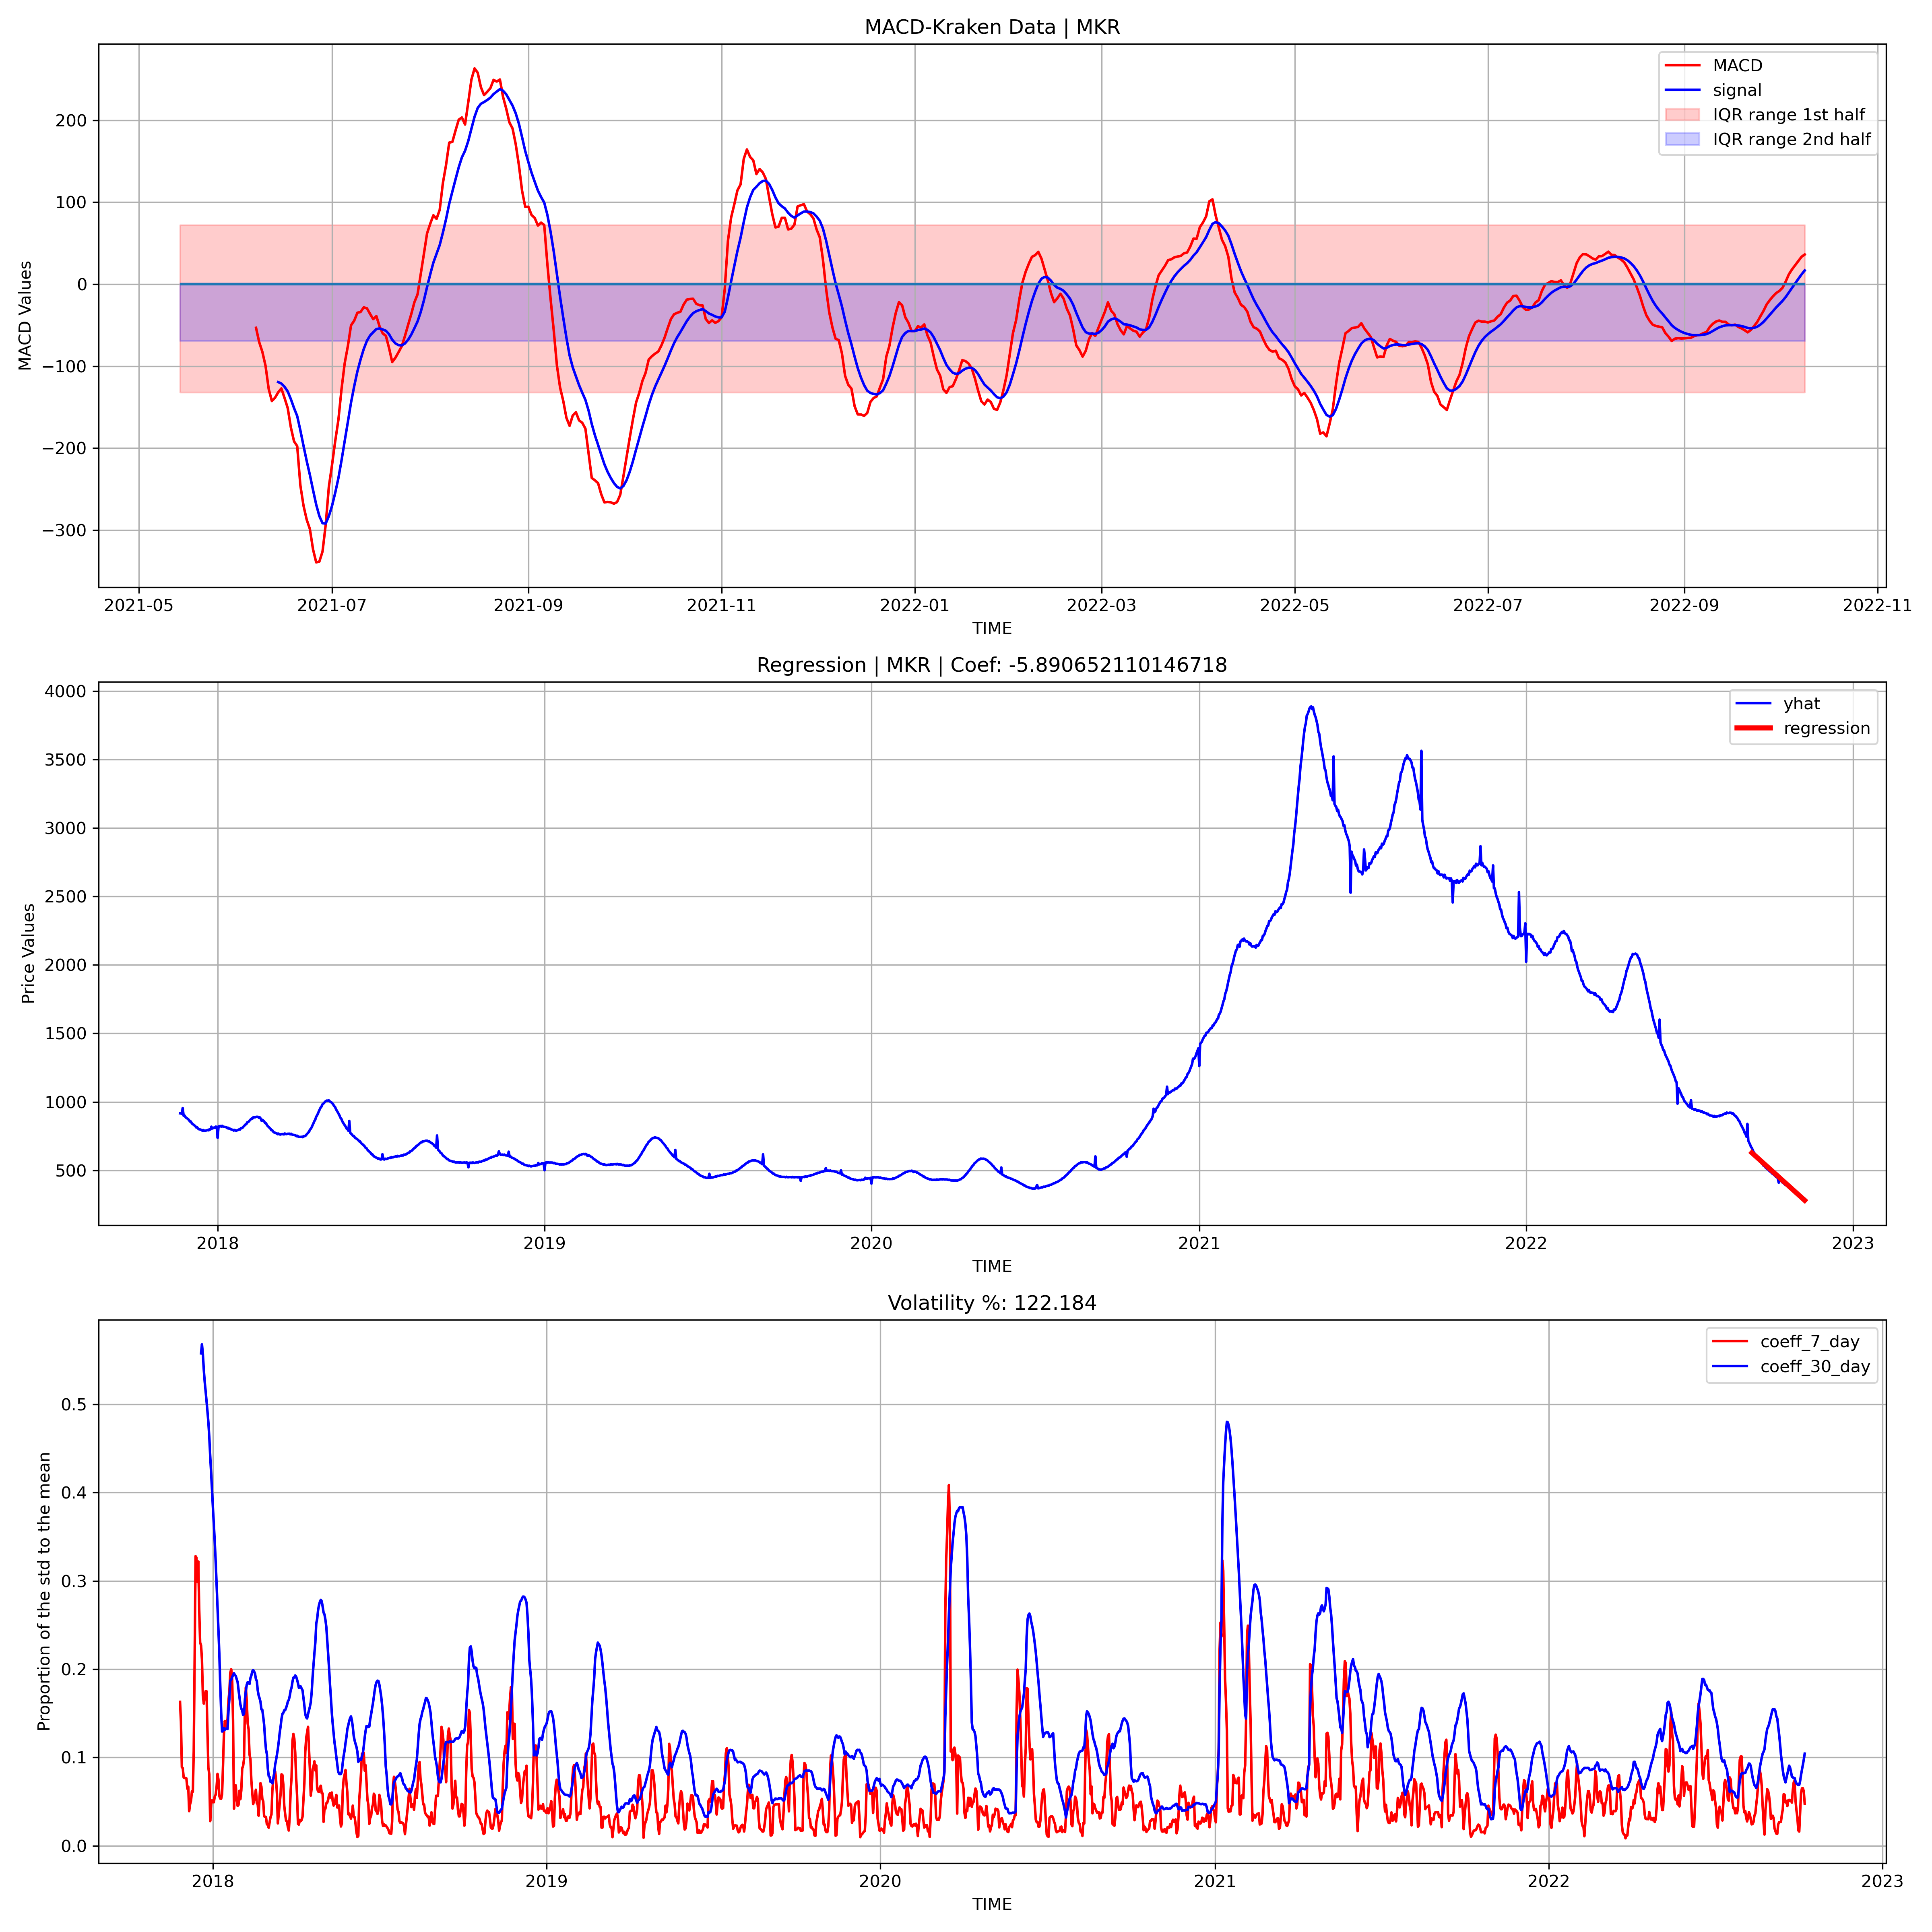 MACD-Kraken Data | MKR
MACD
signal
IQR range 1st half
IQR range 2nd half
MACD Values
200
100
0
−100
−200
−300
2021-05 2021-07 2021-09 2021-11 2022-01 2022-03 2022-05 2022-07 2022-09 2022-11
TIME
Regression | MKR | Coef: -5.890652110146718
yhat
regression
Price Values
4000
3500
3000
2500
2000
1500
1000
500
2018 2019 2020 2021 2022 2023
TIME
Volatility %: 122.184
coeff_7_day
coeff_30_day
Proportion of the std to the mean
0.5
0.4
0.3
0.2
0.1
0.0
2018 2019 2020 2021 2022 2023
TIME